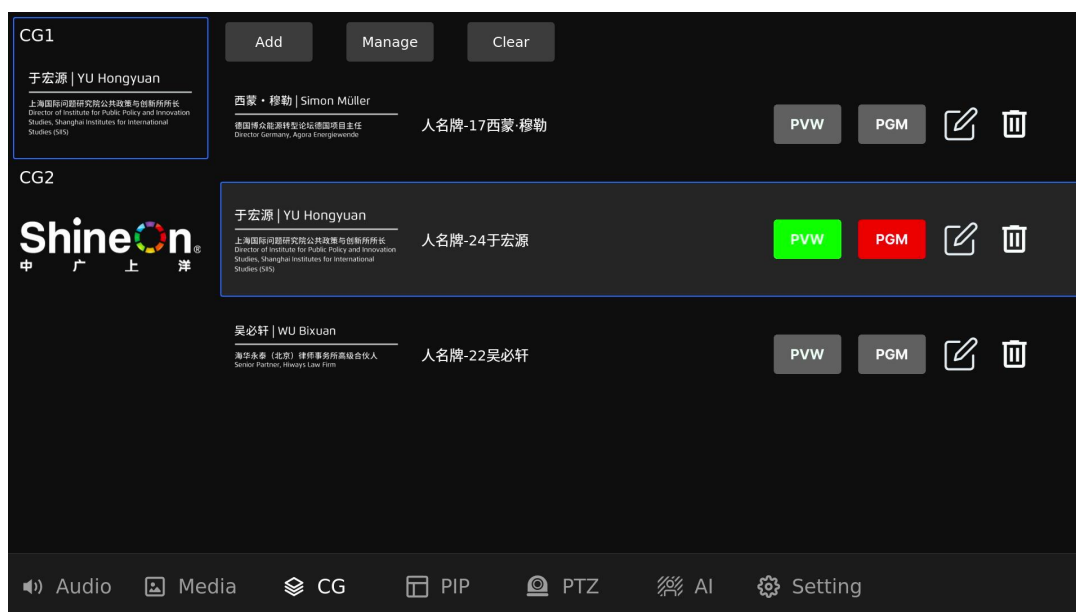 CG1
于宏源 | YU Hongyuan
上海国际问题研究院公共政策与创新所所长
Director of Institute for Public Policy and Innovation
Studies, Shanghai Institutes for International
Studies (SIIS)
CG2
ShineOn®
中广上洋
Add Manage Clear
西蒙・穆勒 | Simon Müller
德国博众能源转型论坛德国项目主任
Director Germany, Agora Energiewende
人名牌-17西蒙·穆勒
PVW PGM
于宏源 | YU Hongyuan
上海国际问题研究院公共政策与创新所所长
Director of Institute for Public Policy and Innovation
Studies, Shanghai Institutes for International
Studies (SIIS)
人名牌-24于宏源
PVW PGM
吴必轩 | WU Bixuan
海华永泰（北京）律师事务所高级合伙人
Senior Partner, Hiways Law Firm
人名牌-22吴必轩
PVW PGM
Audio Media CG PIP PTZ AI Setting